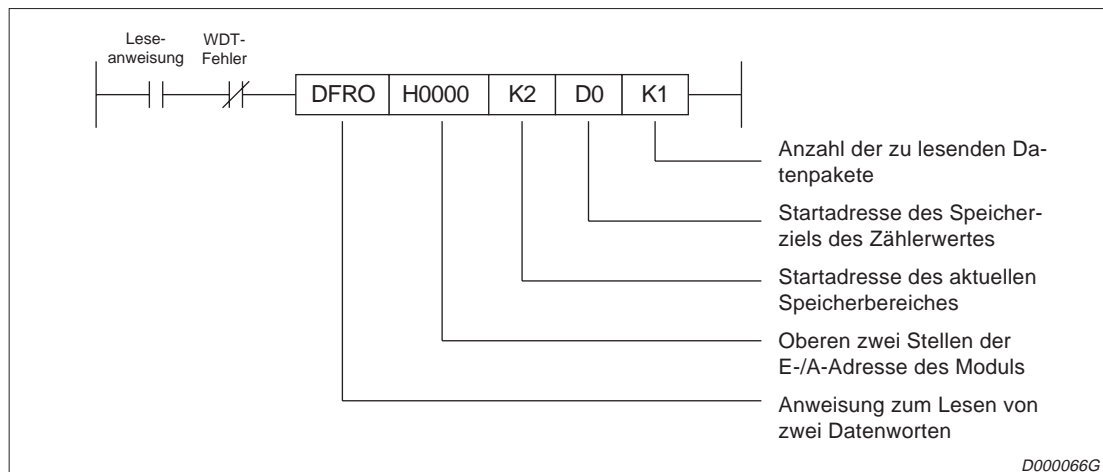 Lese-
anweisung
WDT-
Fehler
DFRO H0000 K2 D0 K1
Anzahl der zu lesenden Da-
tenpakete
Startadresse des Speicher-
ziels des Zählerwertes
Startadresse des aktuellen
Speicherbereiches
Oberen zwei Stellen der
E-/A-Adresse des Moduls
Anweisung zum Lesen von
zwei Datenworten
D000066G